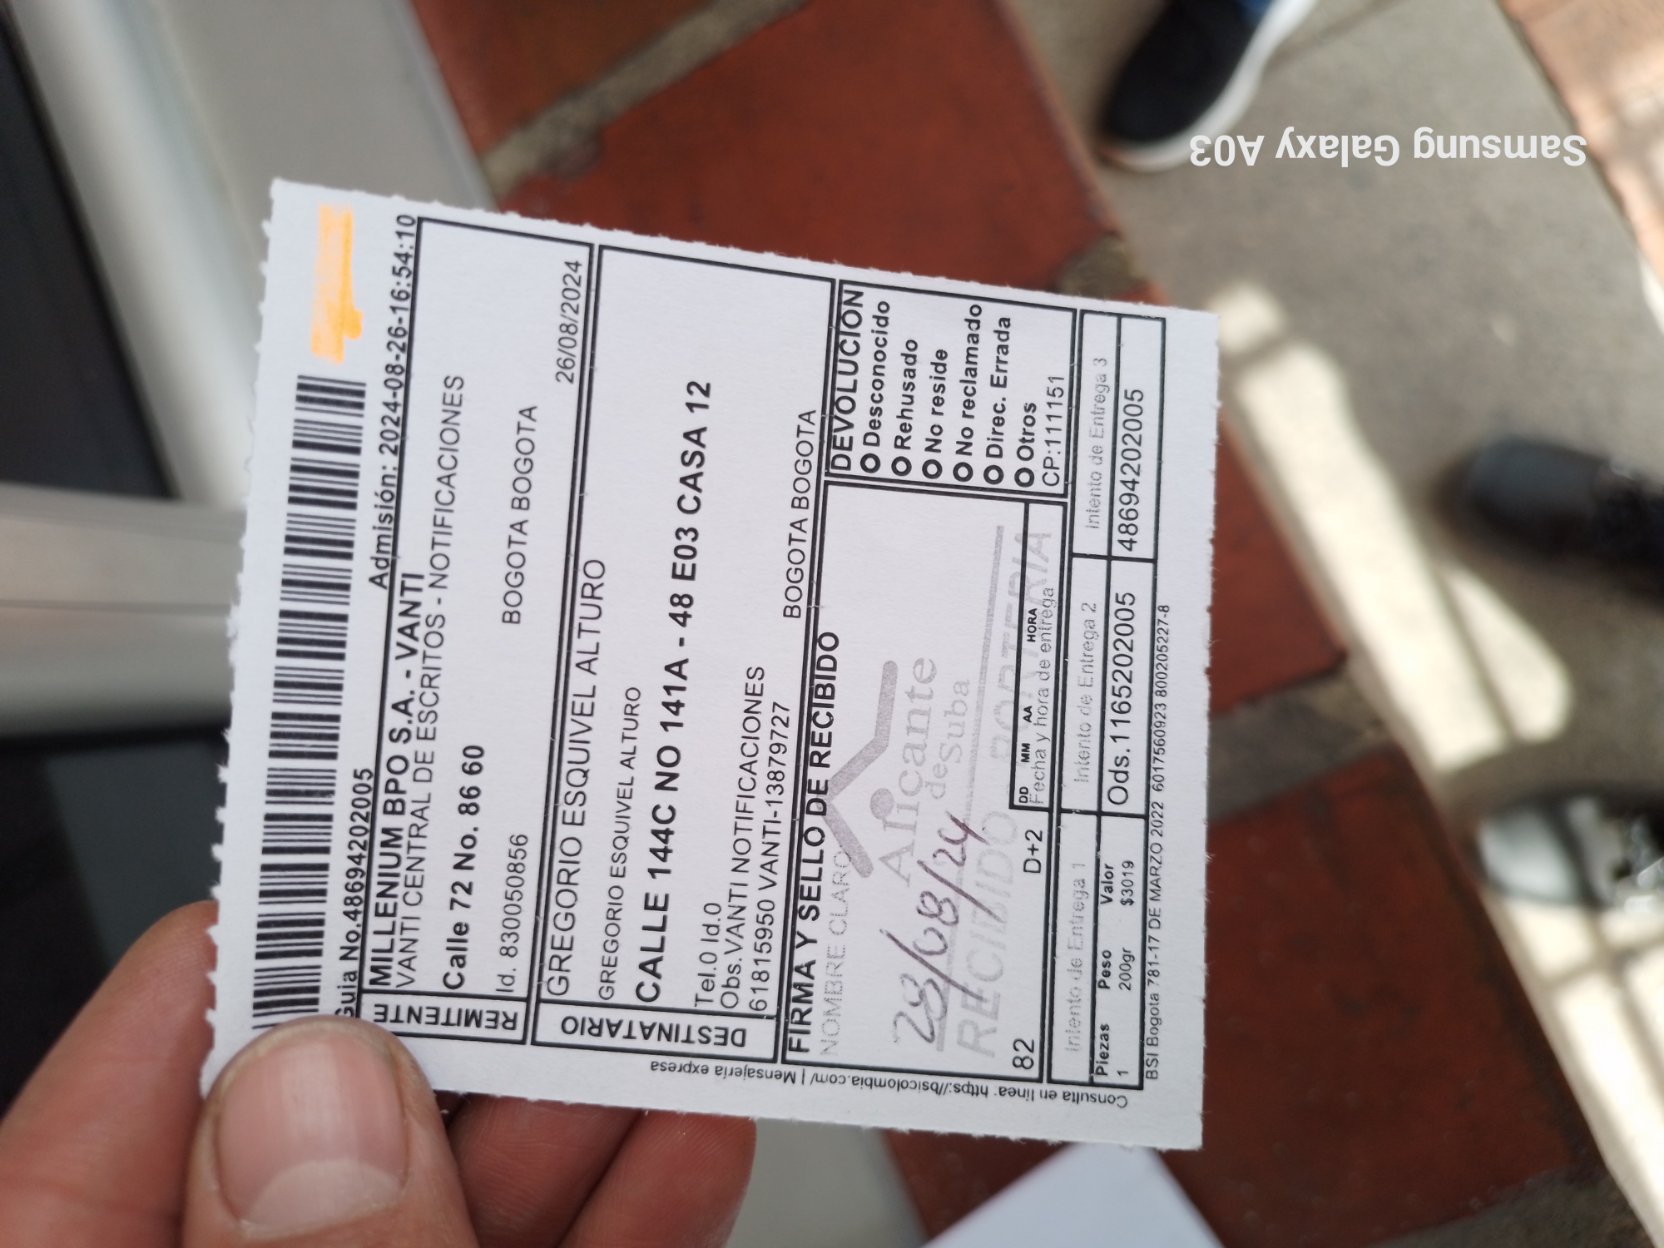 Guia No.48694202005
Admisión: 2024-08-26-16:54:10
REMITENTE
MILLENIUM BPO S.A. - VANTI
VANTI CENTRAL DE ESCRITOS - NOTIFICACIONES
Calle 72 No. 86 60
Id. 830050856
BOGOTA BOGOTA
26/08/2024
DESTINATARIO
GREGORIO ESQUIVEL ALTURO
GREGORIO ESQUIVEL ALTURO
CALLE 144C NO 141A - 48 E03 CASA 12
Tel.0 Id.0
Obs.VANTI NOTIFICACIONES
61815950 VANTI-13879727
BOGOTA BOGOTA
FIRMA Y SELLO DE RECIBIDO
NOMBRE CLARO
Alicante
de Suba
28/08/24
RECIBIDO PORTERIA
82
D+2
DD MM AA HORA
Fecha y hora de entrega
DEVOLUCION
Desconocido
Rehusado
No reside
No reclamado
Direc. Errada
Otros
CP:111151
Intento de Entrega 1
Intento de Entrega 2
Intento de Entrega 3
Piezas Peso Valor
1 200gr $3019
Ods.1165202005
48694202005
BSI Bogota 781-17 DE MARZO 2022 6017560923 800205227-8
Consulta en linea: https://bsicolombia.com/ | Mensajeria expresa
Samsung Galaxy A03